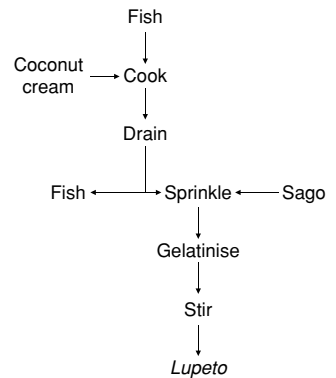 Fish
Coconut
cream
Cook
Drain
Fish
Sprinkle
Sago
Gelatinise
Stir
Lupeto